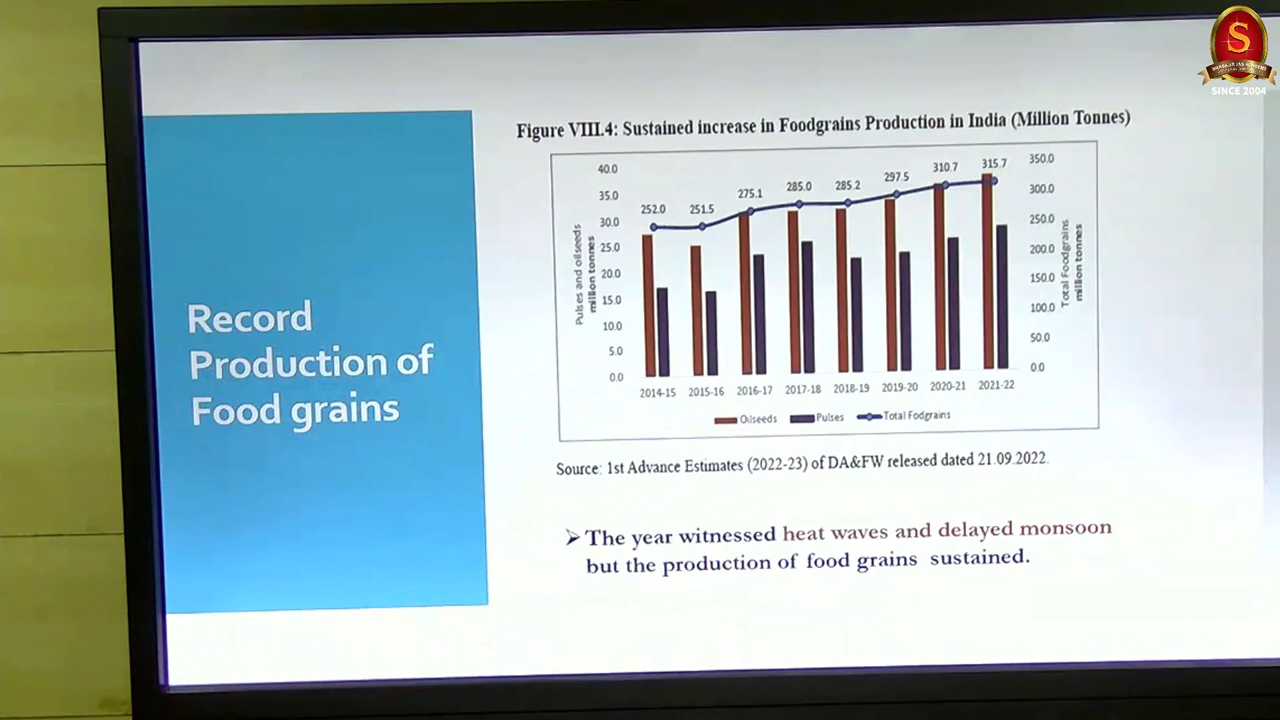 S
SHANKAR IAS ACADEMY
SINCE 2004
Record
Production of
Food grains
Figure VIII.4: Sustained increase in Foodgrains Production in India (Million Tonnes)
Pulses and oilseeds
million tonnes
40.0
35.0
30.0
25.0
20.0
15.0
10.0
5.0
0.0
252.0 251.5 275.1 285.0 285.2 297.5 310.7 315.7
350.0
300.0
250.0
200.0
150.0
100.0
50.0
0.0
Total Foodgrains
million tonnes
2014-15 2015-16 2016-17 2017-18 2018-19 2019-20 2020-21 2021-22
Oilseeds Pulses Total Fodgrains
Source: 1st Advance Estimates (2022-23) of DA&FW released dated 21.09.2022.
➢ The year witnessed heat waves and delayed monsoon
but the production of food grains sustained.